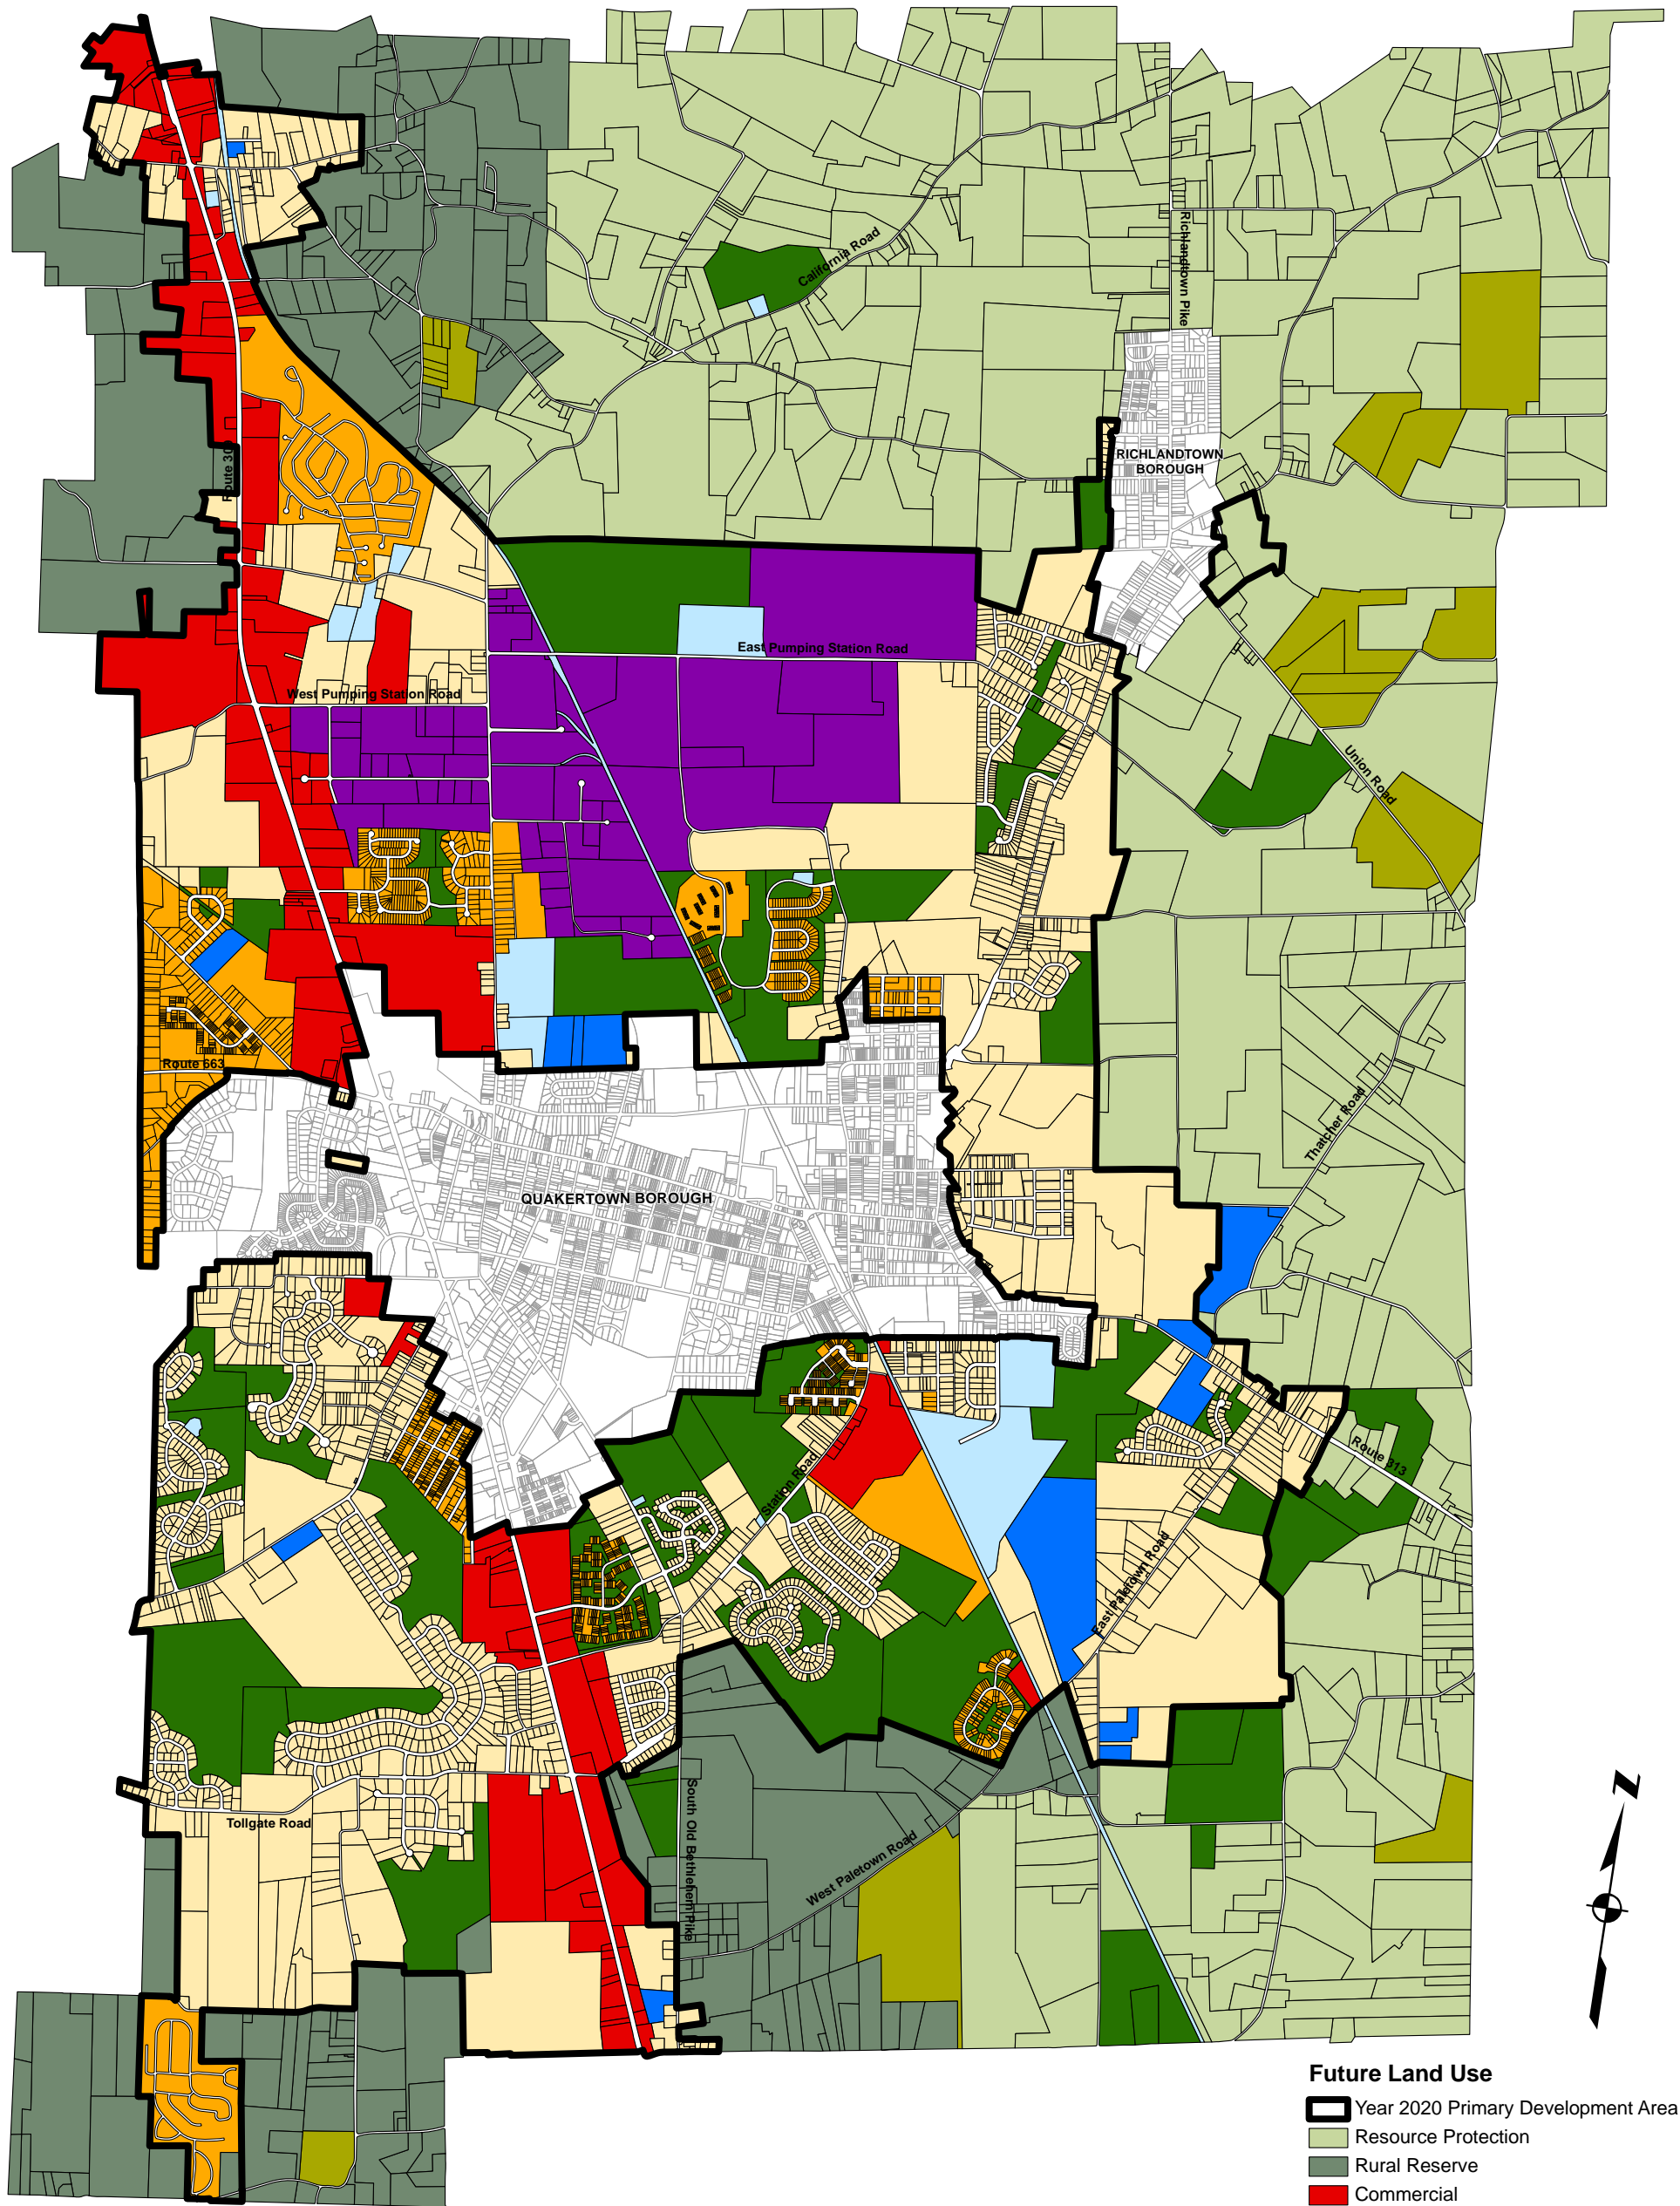 California Road
Richlandtown Pike
RICHLANDTOWN
BOROUGH
Route 309
East Pumping Station Road
West Pumping Station Road
Union Road
Route 663
Thatcher Road
QUAKERTOWN BOROUGH
Route 313
Station Road
East Paletown Road
South Old Bethlehem Pike
Tollgate Road
West Paletown Road
N
Future Land Use
Year 2020 Primary Development Area
Resource Protection
Rural Reserve
Commercial